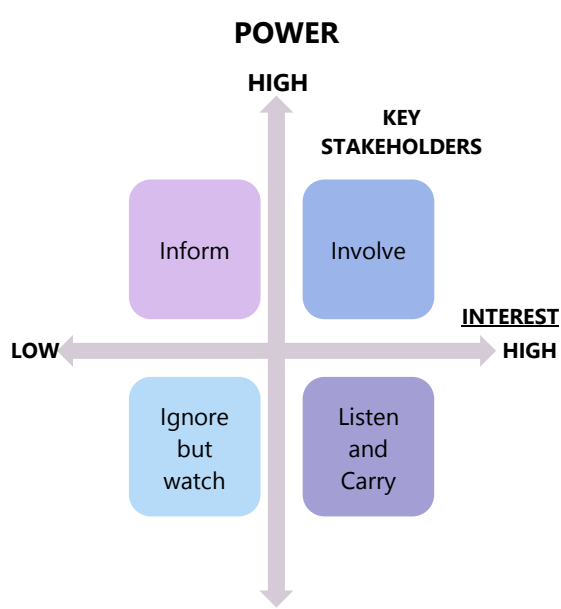 POWER
HIGH
KEY
STAKEHOLDERS
Inform
Involve
INTEREST
LOW
HIGH
Ignore
but
watch
Listen
and
Carry